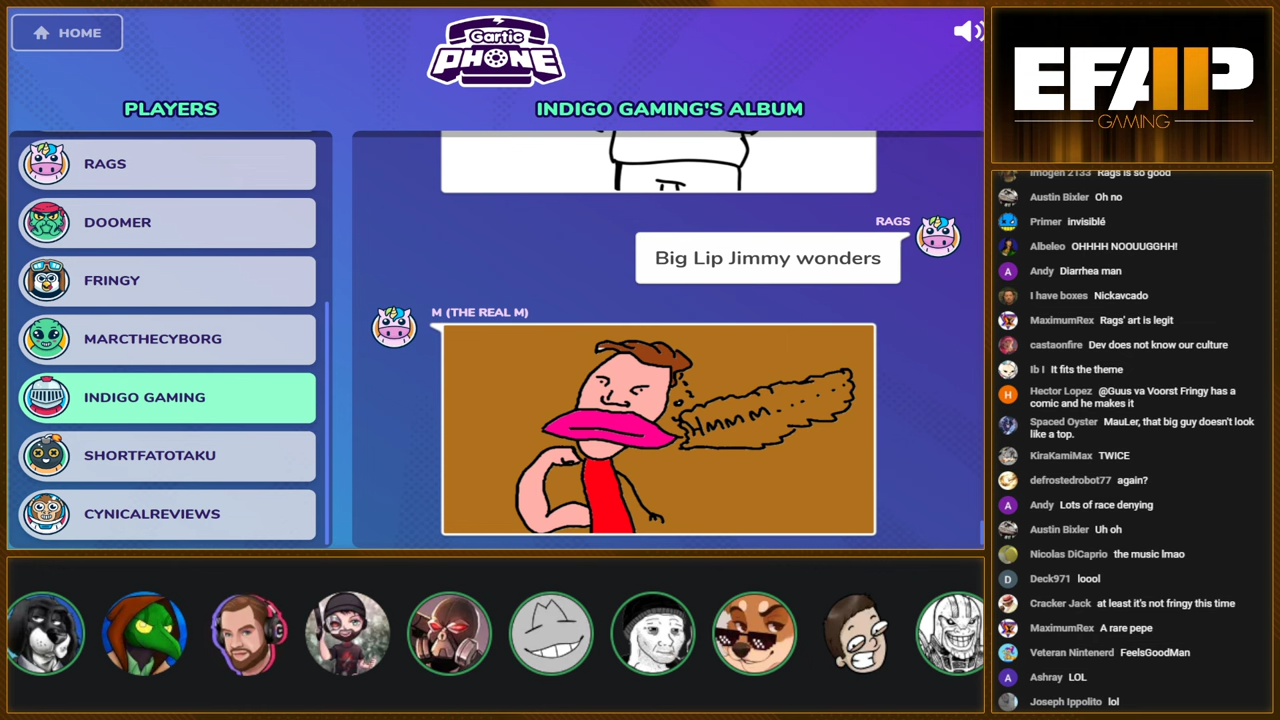 HOME
Gartic
PHONE
PLAYERS
INDIGO GAMING'S ALBUM
RAGS
DOOMER
FRINGY
MARCTHECYBORG
INDIGO GAMING
SHORTFATOTAKU
CYNICALREVIEWS
RAGS
Big Lip Jimmy wonders
M (THE REAL M)
HMMM.......
EFAP
GAMING
Imogen 2133 Rags is so good
Austin Bixler Oh no
Primer invisiblé
Albeleo OHHHH NOOUUGGHH!
A
Andy Diarrhea man
I have boxes Nickavcado
MaximumRex Rags' art is legit
castaonfire Dev does not know our culture
Ib I It fits the theme
H
Hector Lopez @Guus va Voorst Fringy has a
comic and he makes it
Spaced Oyster MauLer, that big guy doesn't look
like a top.
KiraKamiMax TWICE
defrostedrobot77 again?
A
Andy Lots of race denying
Austin Bixler Uh oh
Nicolas DiCaprio the music lmao
D
Deck971 loool
Cracker Jack at least it's not fringy this time
MaximumRex A rare pepe
Veteran Nintenerd FeelsGoodMan
A
Ashray LOL
Joseph Ippolito lol